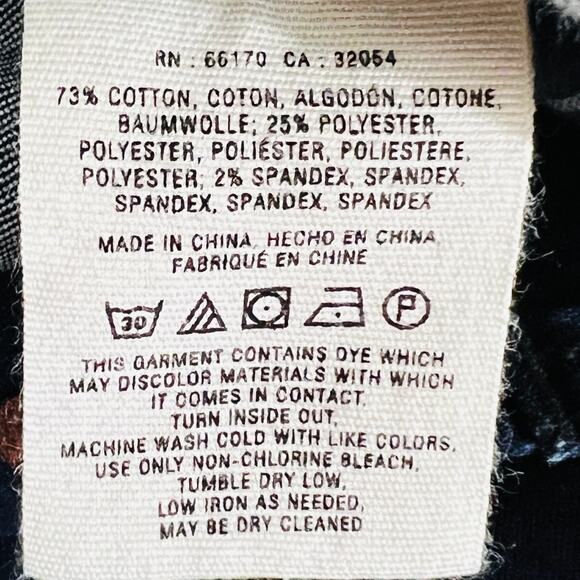 RN : 66170 CA : 32054
73% COTTON, COTON, ALGODÓN, COTONE,
BAUMWOLLE; 25% POLYESTER,
POLYESTER, POLIÉSTER, POLIESTERE,
POLYESTER; 2% SPANDEX, SPANDEX,
SPANDEX, SPANDEX, SPANDEX
MADE IN CHINA, HECHO EN CHINA,
FABRIQUÉ EN CHINE
30 P
THIS GARMENT CONTAINS DYE WHICH
MAY DISCOLOR MATERIALS WITH WHICH
IT COMES IN CONTACT.
TURN INSIDE OUT,
MACHINE WASH COLD WITH LIKE COLORS,
USE ONLY NON-CHLORINE BLEACH,
TUMBLE DRY LOW,
LOW IRON AS NEEDED,
MAY BE DRY CLEANED